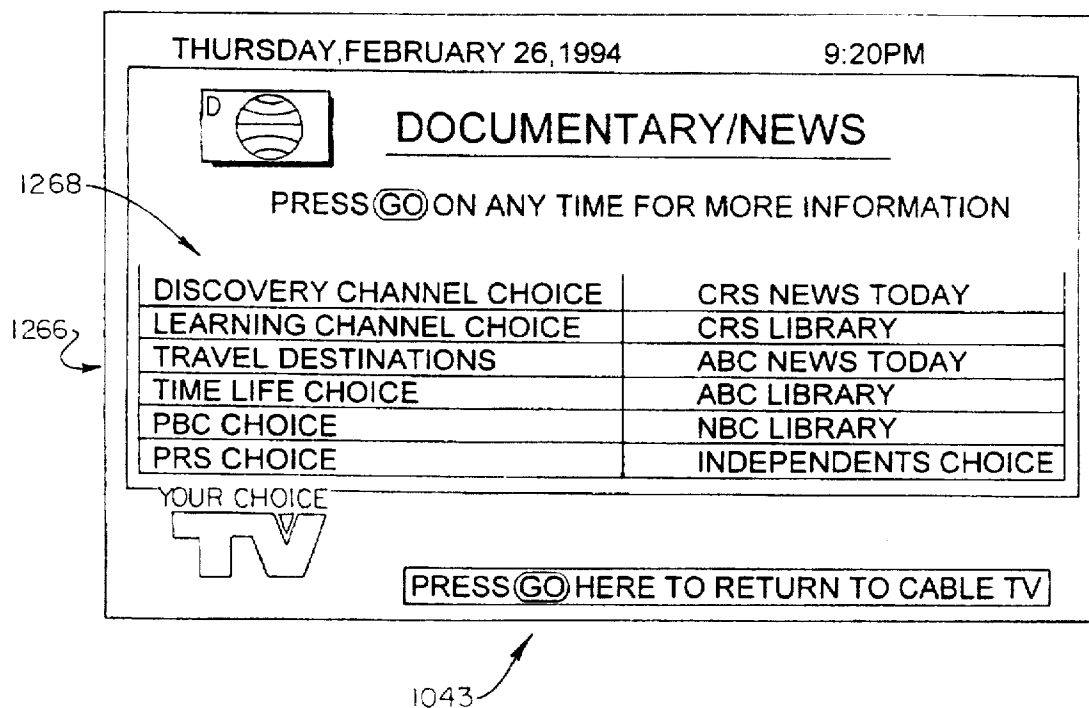 THURSDAY,FEBRUARY 26,1994 9:20PM
D
DOCUMENTARY/NEWS
1268
PRESS GO ON ANY TIME FOR MORE INFORMATION
DISCOVERY CHANNEL CHOICE CRS NEWS TODAY
1266
LEARNING CHANNEL CHOICE CRS LIBRARY
TRAVEL DESTINATIONS ABC NEWS TODAY
TIME LIFE CHOICE ABC LIBRARY
PBC CHOICE NBC LIBRARY
PRS CHOICE INDEPENDENTS CHOICE
YOUR CHOICE
TV
PRESS GO HERE TO RETURN TO CABLE TV
1043